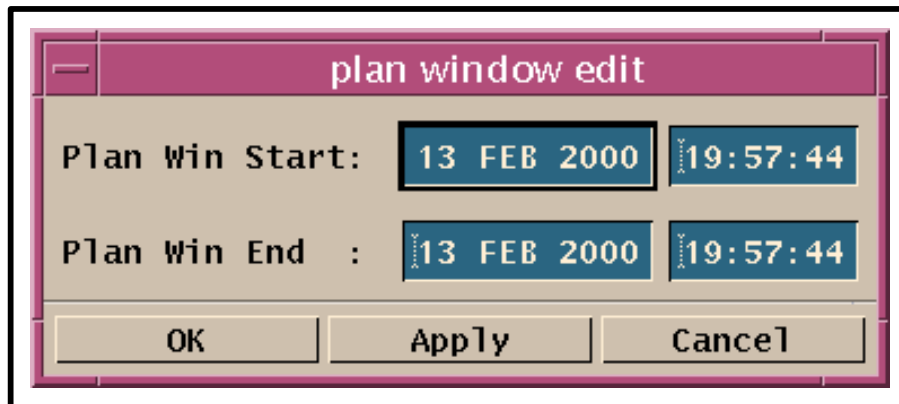 plan window edit
Plan Win Start: 13 FEB 2000 19:57:44
Plan Win End : 13 FEB 2000 19:57:44
OK Apply Cancel